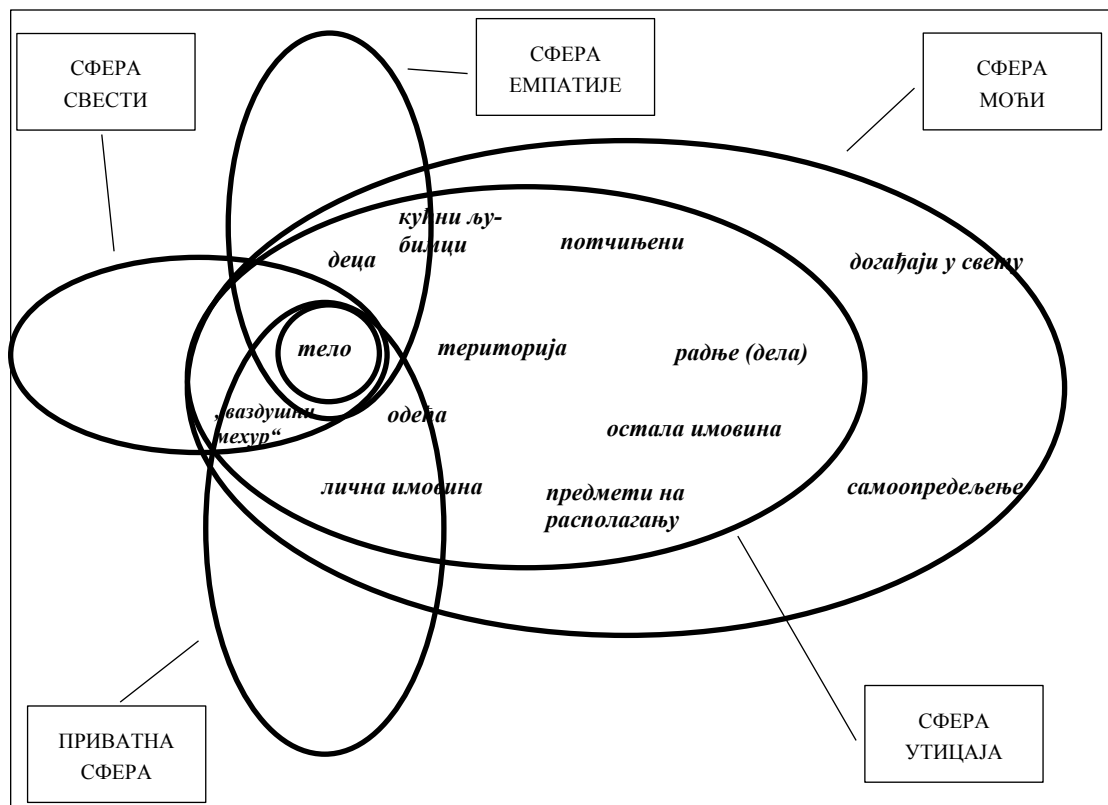 СФЕРА
СВЕСТИ
СФЕРА
ЕМПАТИЈЕ
СФЕРА
МОЋИ
кућни љу-
бимци
потчињени
деца
догађаји у свету
тело
територија
радње (дела)
„ваздушни
мехур“
одећа
остала имовина
лична имовина
предмети на
располагању
самоопредељење
ПРИВАТНА
СФЕРА
СФЕРА
УТИЦАЈА